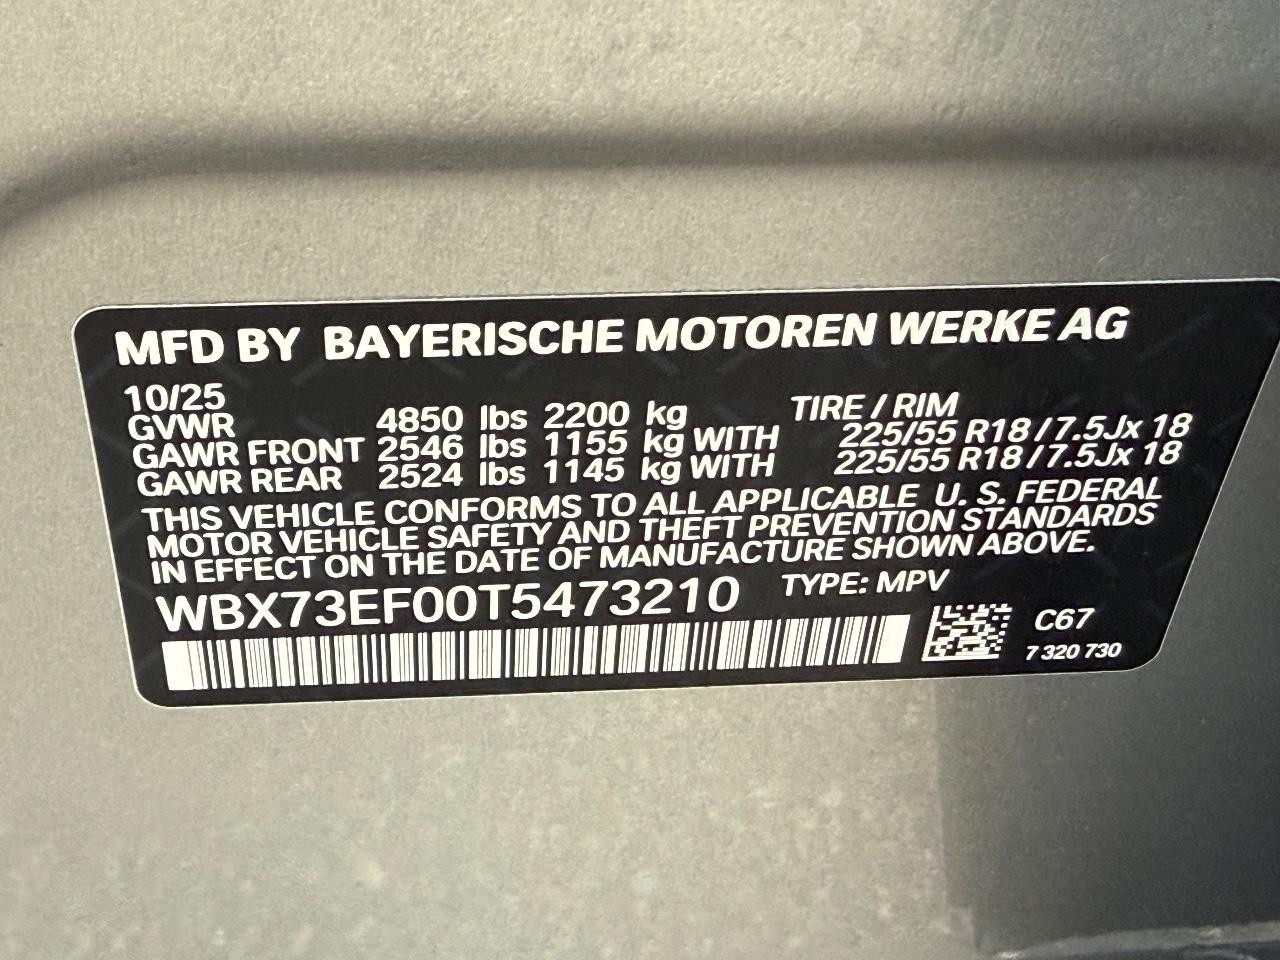 MFD BY BAYERISCHE MOTOREN WERKE AG
10/25
TIRE / RIM
GVWR 4850 lbs 2200 kg
GAWR FRONT 2546 lbs 1155 kg WITH 225/55 R18 / 7.5Jx 18
GAWR REAR 2524 lbs 1145 kg WITH 225/55 R18 / 7.5Jx 18
THIS VEHICLE CONFORMS TO ALL APPLICABLE U. S. FEDERAL
MOTOR VEHICLE SAFETY AND THEFT PREVENTION STANDARDS
IN EFFECT ON THE DATE OF MANUFACTURE SHOWN ABOVE.
WBX73EF00T5473210 TYPE: MPV
C67
7 320 730